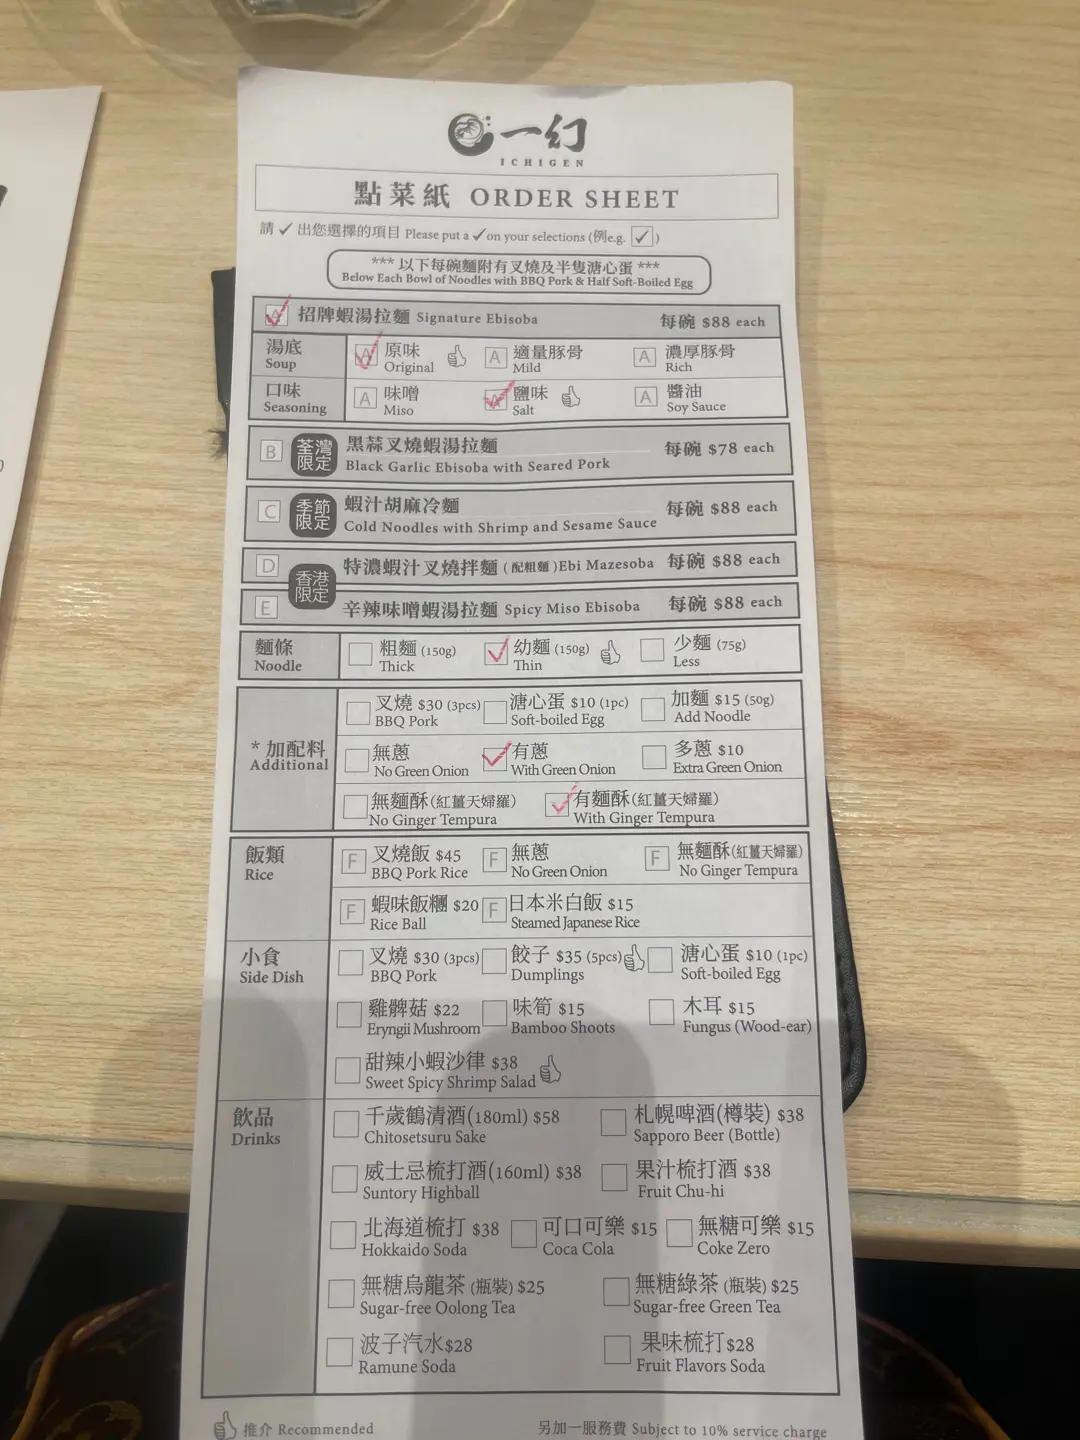 一幻
ICHIGEN
點菜紙 ORDER SHEET
請 ✓ 出您選擇的項目 Please put a ✓ on your selections (例e.g. ✓ )
*** 以下每碗麵附有叉燒及半隻溏心蛋 ***
Below Each Bowl of Noodles with BBQ Pork & Half Soft-Boiled Egg
A 招牌蝦湯拉麵 Signature Ebisoba 每碗 $88 each
湯底 A 原味 A 適量豚骨 A 濃厚豚骨
Soup Original Mild Rich
口味 A 味噌 A 鹽味 A 醬油
Seasoning Miso Salt Soy Sauce
B 荃灣限定 黑蒜叉燒蝦湯拉麵 每碗 $78 each
Black Garlic Ebisoba with Seared Pork
C 季節限定 蝦汁胡麻冷麵 每碗 $88 each
Cold Noodles with Shrimp and Sesame Sauce
D 香港限定 特濃蝦汁叉燒拌麵 (配粗麵)Ebi Mazesoba 每碗 $88 each
E 辛辣味噌蝦湯拉麵 Spicy Miso Ebisoba 每碗 $88 each
麵條 粗麵 (150g) 幼麵 (150g) 少麵 (75g)
Noodle Thick Thin Less
叉燒 $30 (3pcs) 溏心蛋 $10 (1pc) 加麵 $15 (50g)
BBQ Pork Soft-boiled Egg Add Noodle
* 加配料 無蔥 有蔥 多蔥 $10
Additional No Green Onion With Green Onion Extra Green Onion
無麵酥(紅薑天婦羅) 有麵酥(紅薑天婦羅)
No Ginger Tempura With Ginger Tempura
飯類 F 叉燒飯 $45 F 無蔥 F 無麵酥(紅薑天婦羅)
Rice BBQ Pork Rice No Green Onion No Ginger Tempura
F 蝦味飯糰 $20 F 日本米白飯 $15
Rice Ball Steamed Japanese Rice
小食 叉燒 $30 (3pcs) 餃子 $35 (5pcs) 溏心蛋 $10 (1pc)
Side Dish BBQ Pork Dumplings Soft-boiled Egg
雞髀菇 $22 味筍 $15 木耳 $15
Eryngii Mushroom Bamboo Shoots Fungus (Wood-ear)
甜辣小蝦沙律 $38
Sweet Spicy Shrimp Salad
飲品 千歲鶴清酒(180ml) $58 札幌啤酒(樽裝) $38
Drinks Chitosetsuru Sake Sapporo Beer (Bottle)
威士忌梳打酒(160ml) $38 果汁梳打酒 $38
Suntory Highball Fruit Chu-hi
北海道梳打 $38 可口可樂 $15 無糖可樂 $15
Hokkaido Soda Coca Cola Coke Zero
無糖烏龍茶 (瓶裝) $25 無糖綠茶 (瓶裝) $25
Sugar-free Oolong Tea Sugar-free Green Tea
波子汽水$28 果味梳打$28
Ramune Soda Fruit Flavors Soda
推介 Recommended 另加一服務費 Subject to 10% service charge